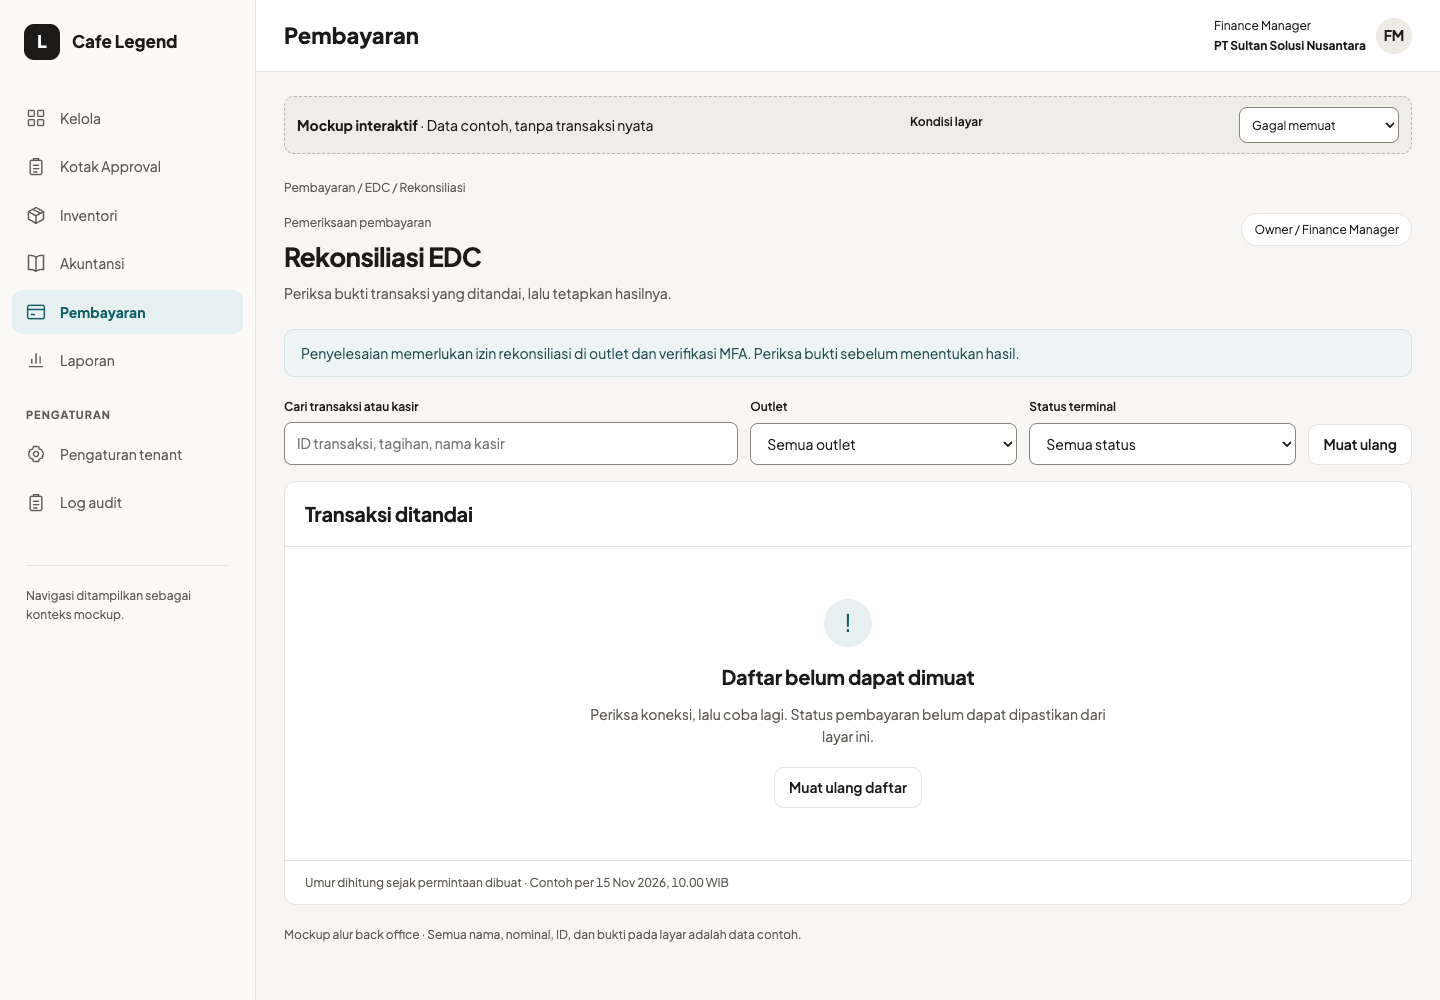 L
Cafe Legend
Kelola
Kotak Approval
Inventori
Akuntansi
Pembayaran
Laporan
PENGATURAN
Pengaturan tenant
Log audit
Navigasi ditampilkan sebagai
konteks mockup.
Pembayaran
Finance Manager
PT Sultan Solusi Nusantara
FM
Mockup interaktif · Data contoh, tanpa transaksi nyata
Kondisi layar
Gagal memuat
Pembayaran / EDC / Rekonsiliasi
Pemeriksaan pembayaran
Rekonsiliasi EDC
Periksa bukti transaksi yang ditandai, lalu tetapkan hasilnya.
Owner / Finance Manager
Penyelesaian memerlukan izin rekonsiliasi di outlet dan verifikasi MFA. Periksa bukti sebelum menentukan hasil.
Cari transaksi atau kasir
ID transaksi, tagihan, nama kasir
Outlet
Semua outlet
Status terminal
Semua status
Muat ulang
Transaksi ditandai
!
Daftar belum dapat dimuat
Periksa koneksi, lalu coba lagi. Status pembayaran belum dapat dipastikan dari
layar ini.
Muat ulang daftar
Umur dihitung sejak permintaan dibuat · Contoh per 15 Nov 2026, 10.00 WIB
Mockup alur back office · Semua nama, nominal, ID, dan bukti pada layar adalah data contoh.